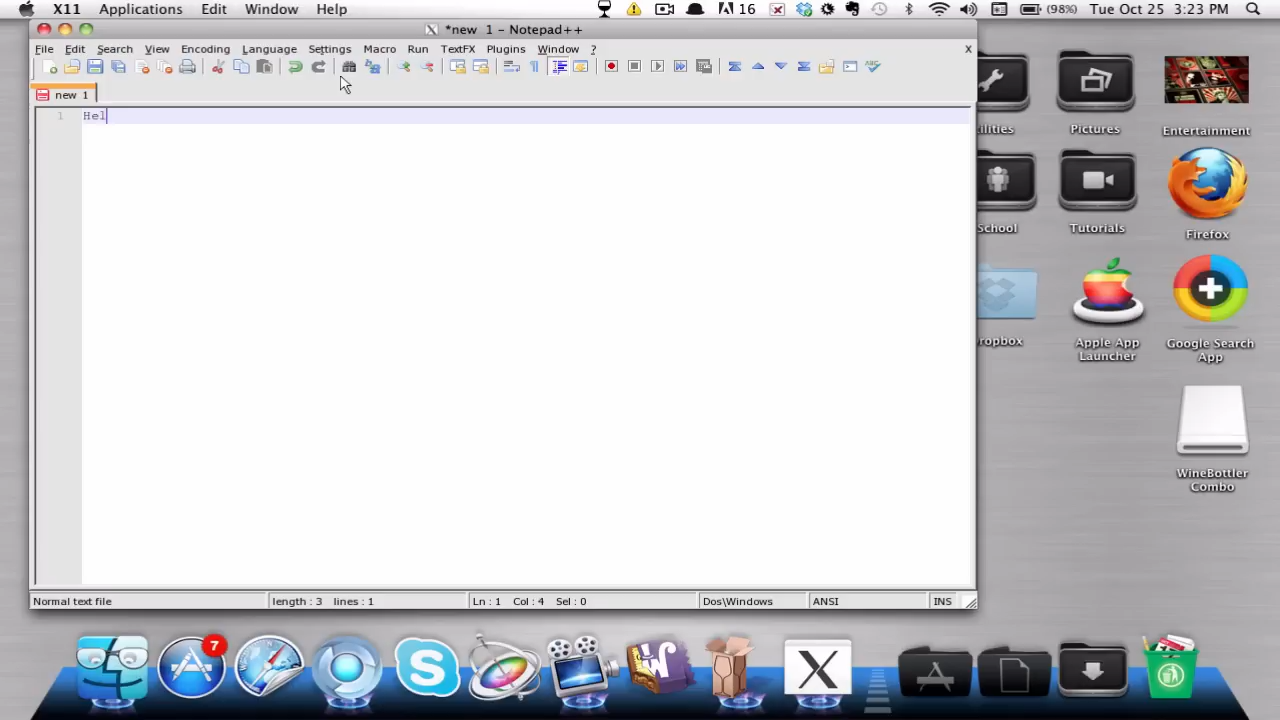 X11 Applications Edit Window Help 16 (98%) Tue Oct 25 3:23 PM
*new 1 - Notepad++
File Edit Search View Encoding Language Settings Macro Run TextFX Plugins Window ? X
new 1
1 Hel
Normal text file length : 3 lines : 1 Ln : 1 Col : 4 Sel : 0 Dos\Windows ANSI INS
ilities Pictures Entertainment
School Tutorials Firefox
ropbox Apple App Launcher Google Search App
WineBottler Combo
7